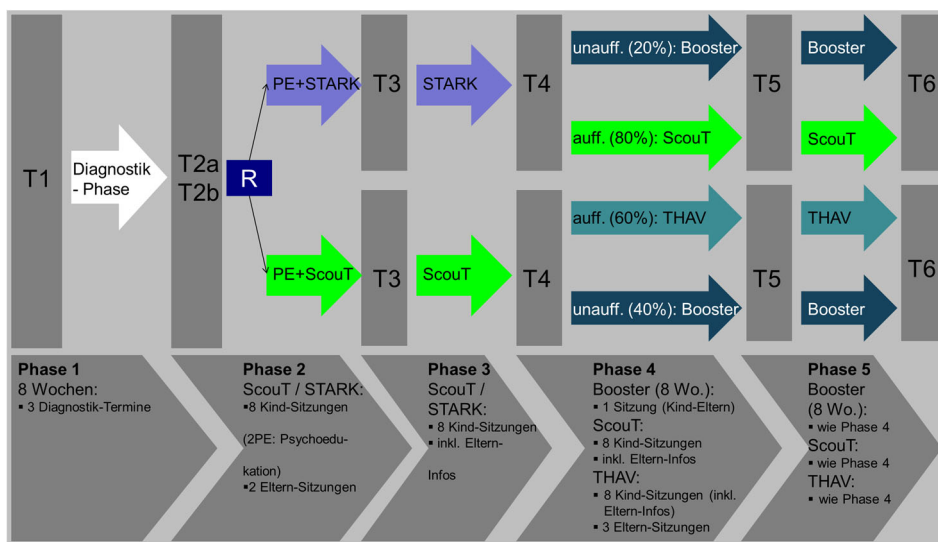 T1
Diagnostik
- Phase
T2a
T2b
R
PE+STARK
T3
STARK
T4
unauff. (20%): Booster
T5
Booster
T6
auff. (80%): ScouT
ScouT
PE+ScouT
T3
ScouT
T4
auff. (60%): THAV
T5
THAV
T6
unauff. (40%): Booster
Booster
Phase 1
8 Wochen:
▪ 3 Diagnostik-Termine
Phase 2
ScouT / STARK:
▪8 Kind-Sitzungen
(2PE: Psychoedu-
kation)
▪2 Eltern-Sitzungen
Phase 3
ScouT /
STARK:
▪ 8 Kind-Sitzungen
▪ inkl. Eltern-
Infos
Phase 4
Booster (8 Wo.):
▪ 1 Sitzung (Kind-Eltern)
ScouT:
▪ 8 Kind-Sitzungen
▪ inkl. Eltern-Infos
THAV:
▪ 8 Kind-Sitzungen (inkl.
Eltern-Infos)
▪ 3 Eltern-Sitzungen
Phase 5
Booster
(8 Wo.):
▪ wie Phase 4
ScouT:
▪ wie Phase 4
THAV:
▪ wie Phase 4